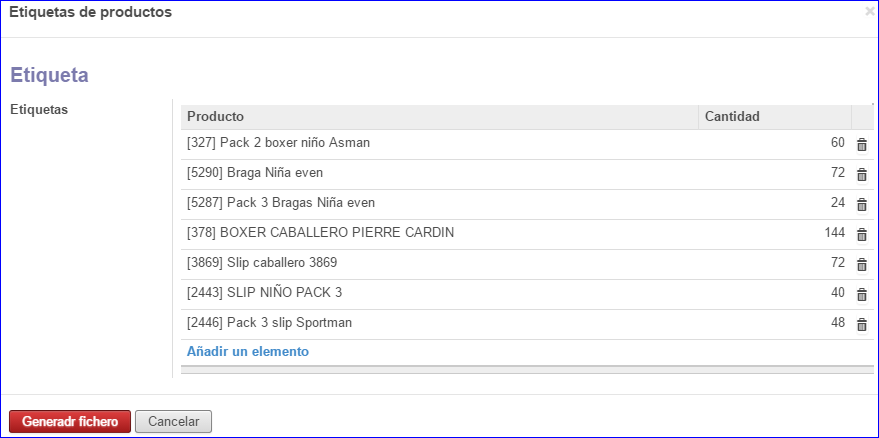 Etiquetas de productos
Etiqueta
Etiquetas
Producto Cantidad
[327] Pack 2 boxer niño Asman 60
[5290] Braga Niña even 72
[5287] Pack 3 Bragas Niña even 24
[378] BOXER CABALLERO PIERRE CARDIN 144
[3869] Slip caballero 3869 72
[2443] SLIP NIÑO PACK 3 40
[2446] Pack 3 slip Sportman 48
Añadir un elemento
Generadr fichero Cancelar